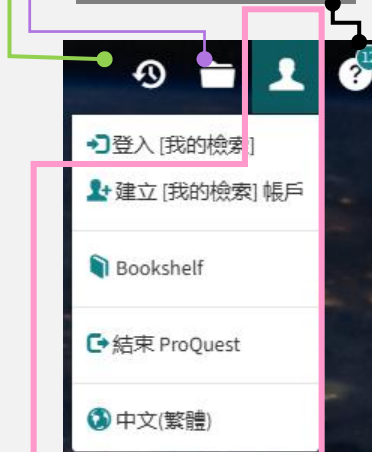 ?
12
登入 [我的檢索]
建立 [我的檢索] 帳戶
Bookshelf
結束 ProQuest
中文(繁體)